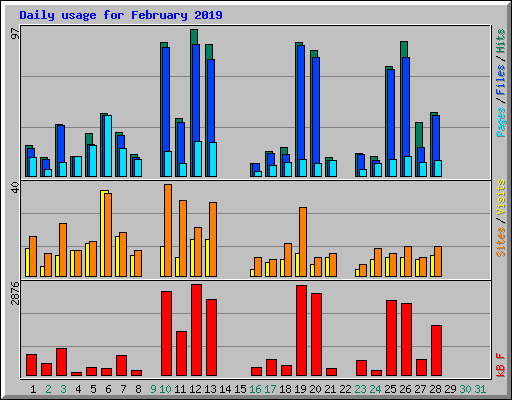 Daily usage for February 2019
97
40
2876
Pages / Files / Hits
Sites / Visits
kB F
1 2 3 4 5 6 7 8 9 10 11 12 13 14 15 16 17 18 19 20 21 22 23 24 25 26 27 28 29 30 31